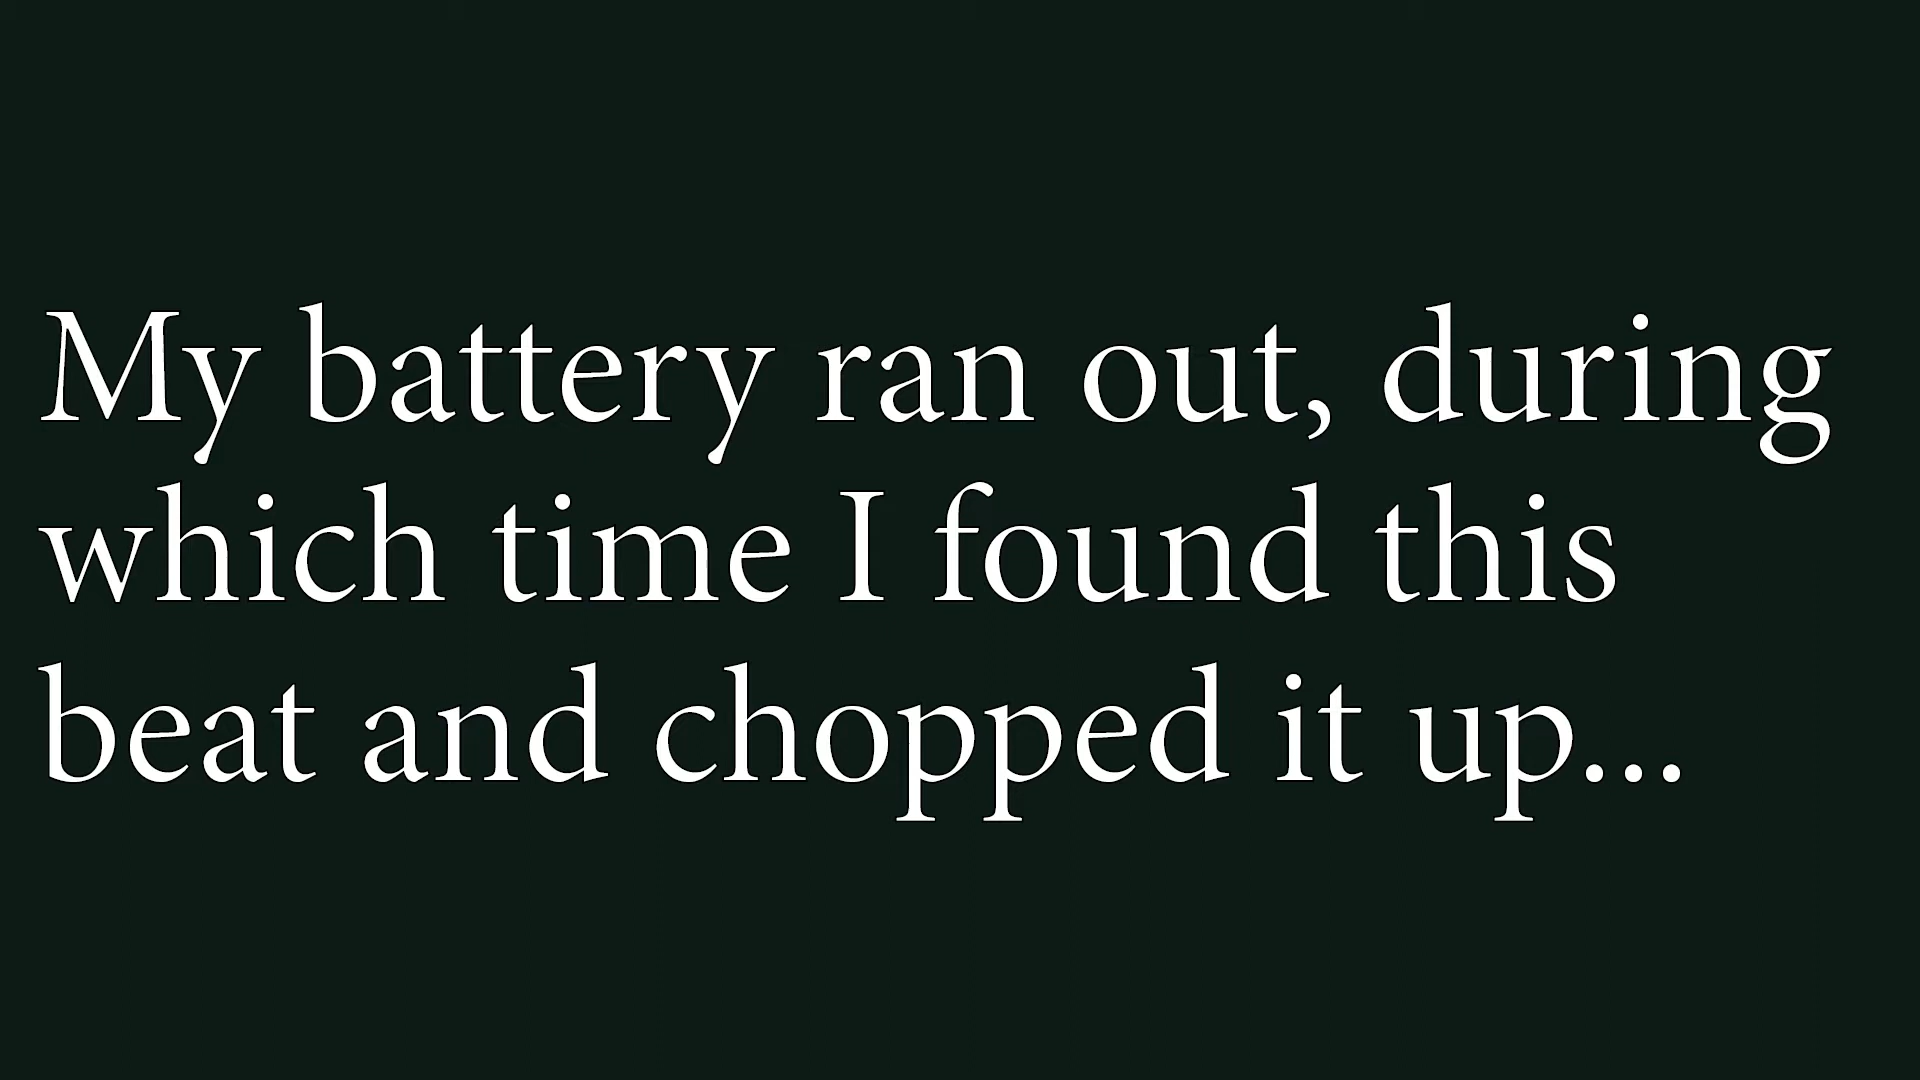 My battery ran out, during
which time I found this
beat and chopped it up...